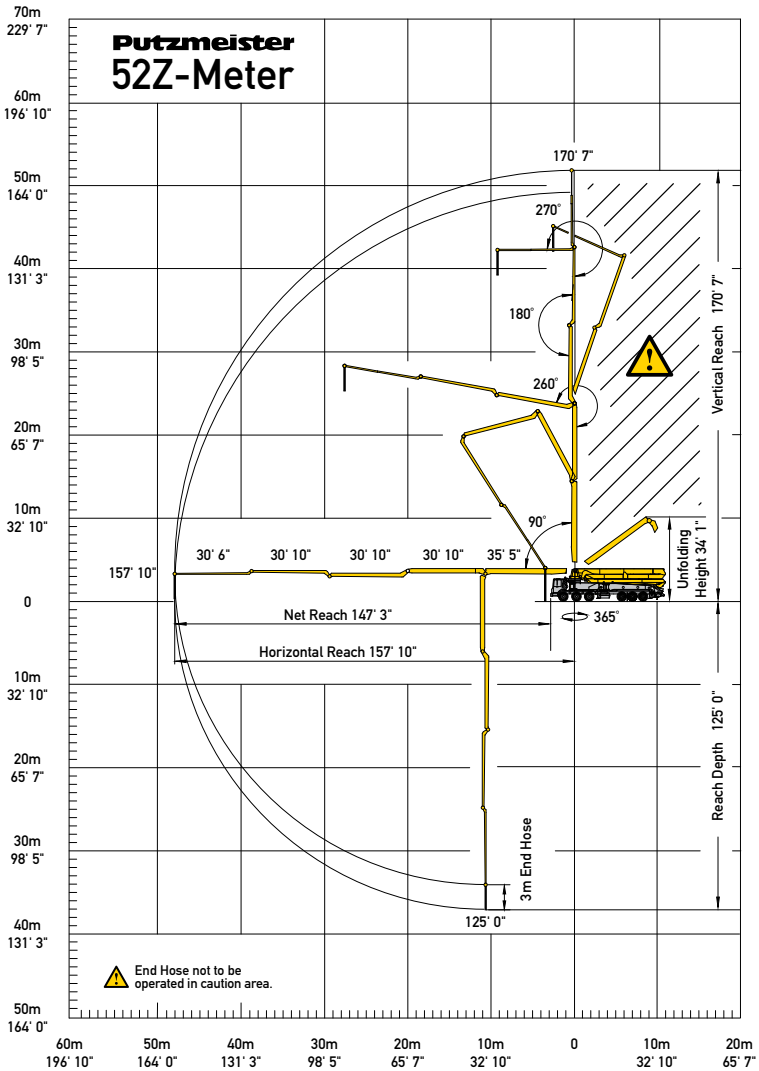 70m
229' 7"
Putzmeister
52Z-Meter
60m
196' 10"
170' 7"
50m
164' 0"
270°
40m
131' 3"
180°
Vertical Reach 170' 7"
30m
98' 5"
260°
20m
65' 7"
10m
32' 10"
90°
Unfolding
Height 34' 1"
30' 6" 30' 10" 30' 10" 30' 10" 35' 5"
157' 10"
0
Net Reach 147' 3"
365°
Horizontal Reach 157' 10"
10m
32' 10"
20m
65' 7"
Reach Depth 125' 0"
30m
98' 5"
3m End Hose
125' 0"
40m
131' 3"
End Hose not to be
operated in caution area.
50m
164' 0"
60m 50m 40m 30m 20m 10m 0 10m 20m
196' 10" 164' 0" 131' 3" 98' 5" 65' 7" 32' 10" 32' 10" 65' 7"